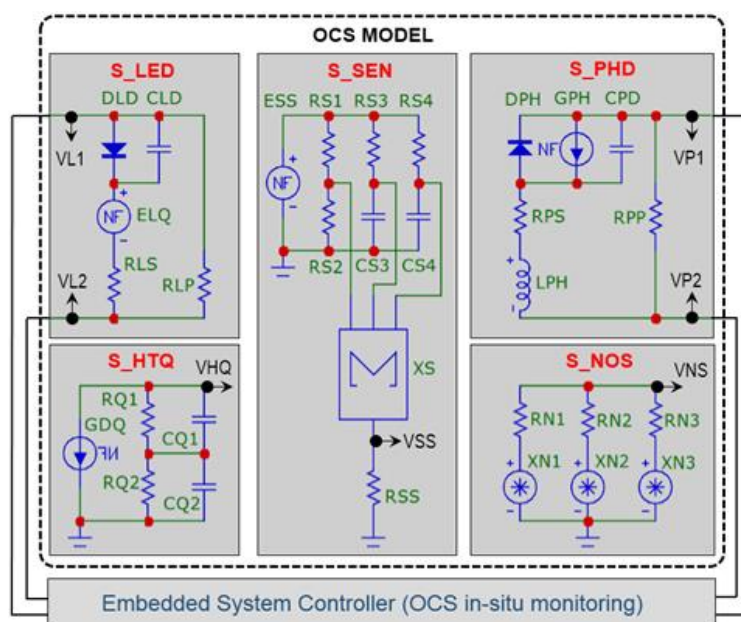 OCS MODEL
S_LED
DLD CLD
VL1
NF
ELQ
RLS
VL2
RLP
S_SEN
ESS RS1 RS3 RS4
NF
RS2 CS3 CS4
XS
VSS
RSS
S_PHD
DPH GPH CPD
NF
VP1
RPS
RPP
LPH
VP2
S_HTQ
VHQ
RQ1
GDQ
NF
CQ1
RQ2
CQ2
S_NOS
VNS
RN1 RN2 RN3
XN1 XN2 XN3
Embedded System Controller (OCS in-situ monitoring)